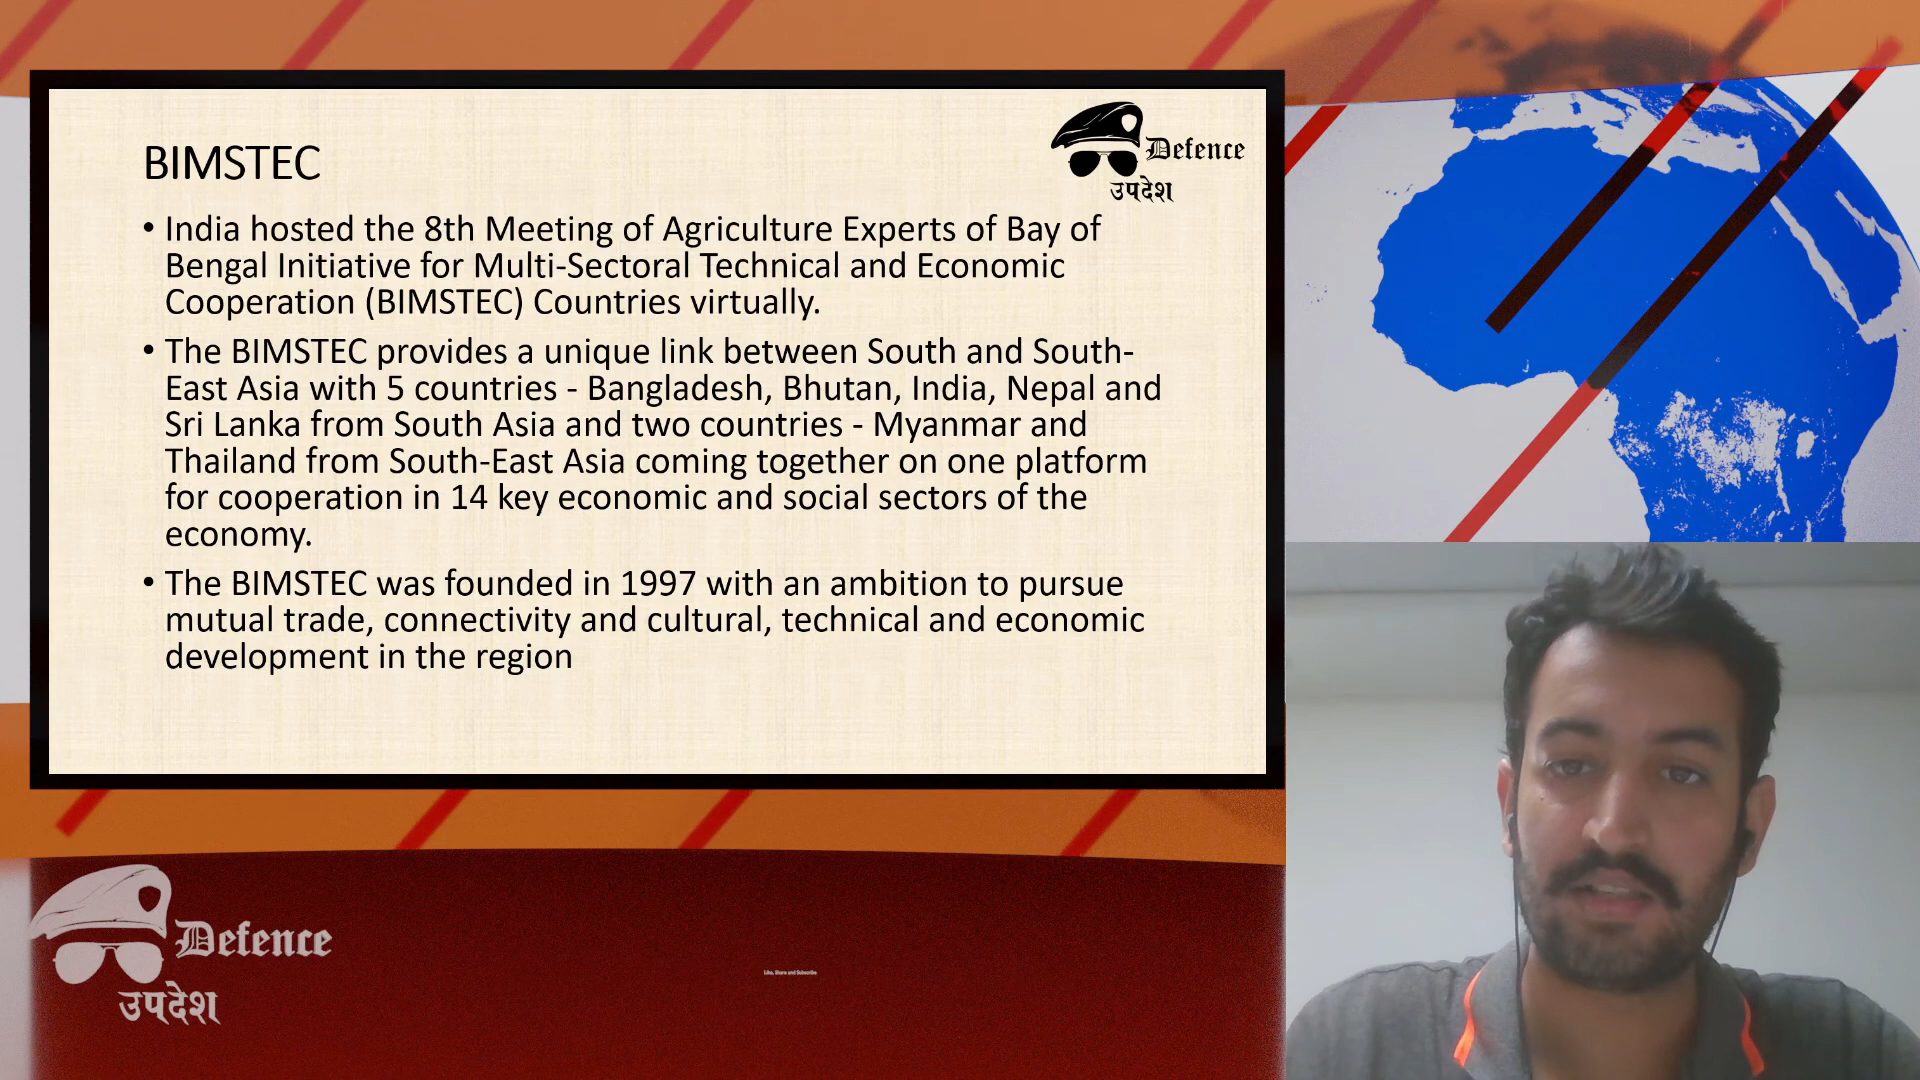 BIMSTEC
Defence
उपदेश
• India hosted the 8th Meeting of Agriculture Experts of Bay of
Bengal Initiative for Multi-Sectoral Technical and Economic
Cooperation (BIMSTEC) Countries virtually.
• The BIMSTEC provides a unique link between South and South-
East Asia with 5 countries - Bangladesh, Bhutan, India, Nepal and
Sri Lanka from South Asia and two countries - Myanmar and
Thailand from South-East Asia coming together on one platform
for cooperation in 14 key economic and social sectors of the
economy.
• The BIMSTEC was founded in 1997 with an ambition to pursue
mutual trade, connectivity and cultural, technical and economic
development in the region
Defence
उपदेश
Like, Share and Subscribe